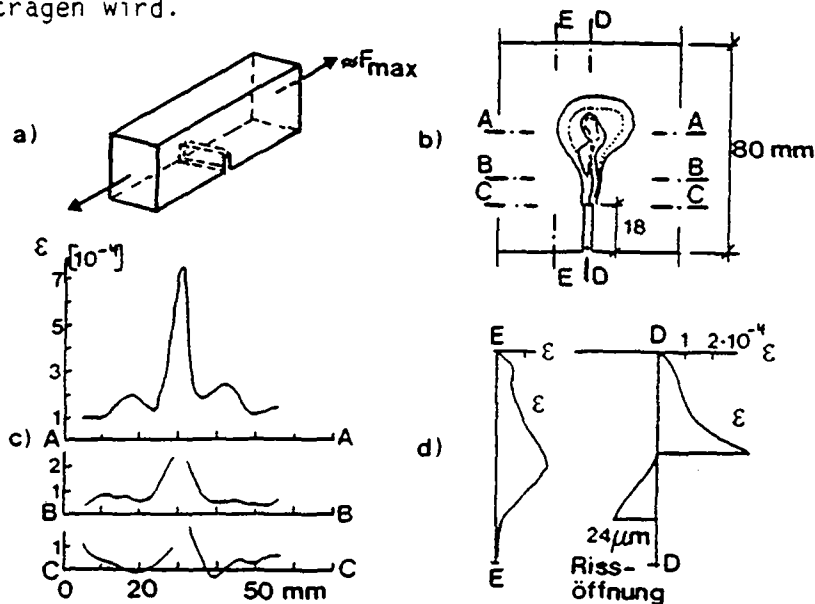 tragen wird.
a)
≈Fmax
b)
E D
A A
B B
C C
80 mm
18
E D
ε [10⁻⁴]
7
5
3
1
c) A A
2
1
B B
1
C C
0 20 50 mm
d)
E D 1 2·10⁻⁴
ε ε
ε ε
24μm
E Riss- D
öffnung